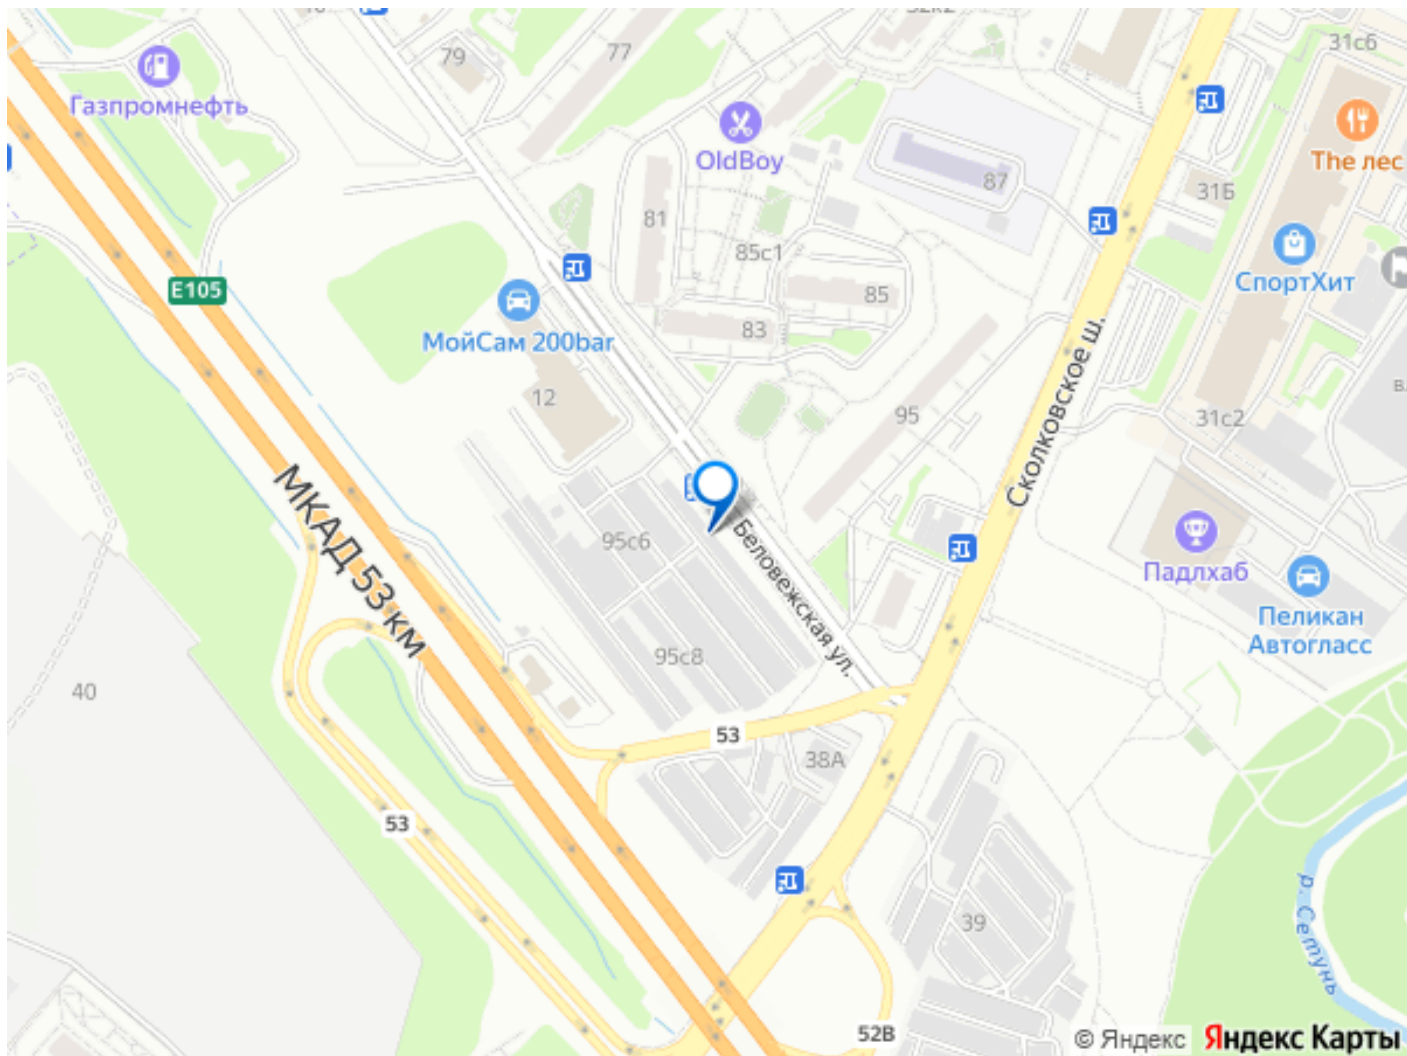 79
77
31с6
Газпромнефть
OldBoy
The лес
87
31Б
81
85с1
85
СпортХит
E105
83
МойСам 200bar
12
95
31с2
Сколковское ш.
МКАД 53 км
95с6
Беловежская ул.
Падлхаб
Пеликан
Автогласс
95с8
40
53
38А
53
39
р. Сетунь
52В
© Яндекс Яндекс Карты